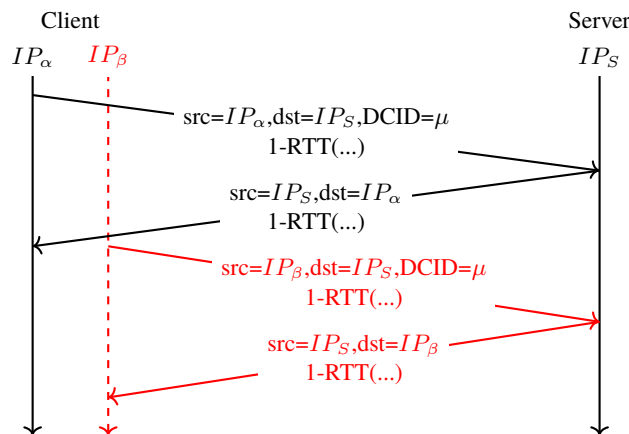 Client Server
IPα IPβ IPS
src=IPα,dst=IPS,DCID=μ
1-RTT(...)
src=IPS,dst=IPα
1-RTT(...)
src=IPβ,dst=IPS,DCID=μ
1-RTT(...)
src=IPS,dst=IPβ
1-RTT(...)